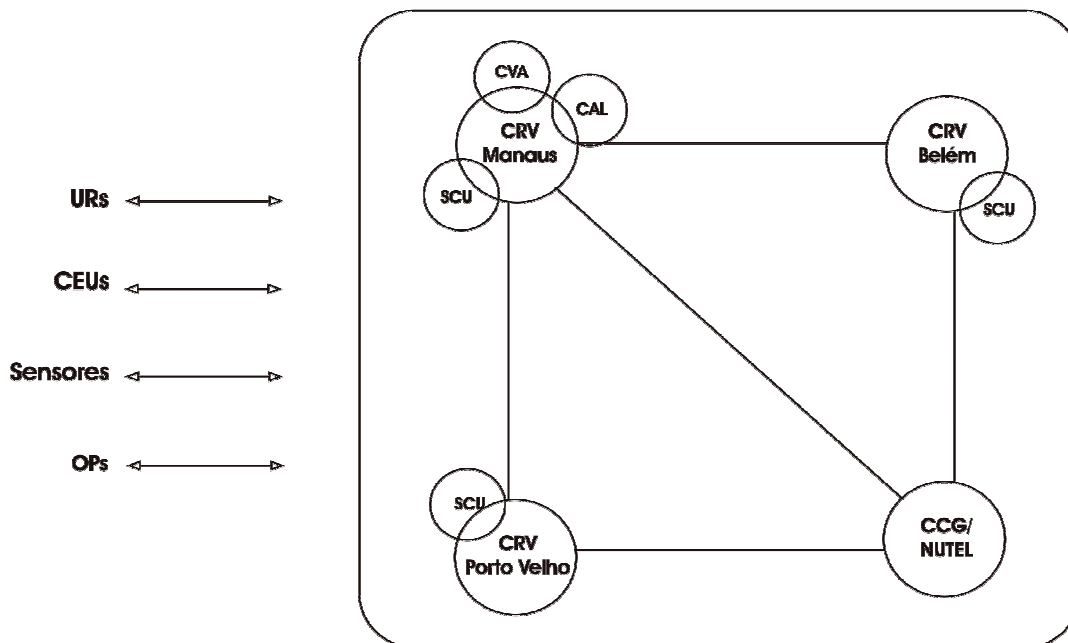 CVA
CAL
CRV
Manaus
SCU
CRV
Belém
SCU
URs
CEUs
Sensores
OPs
SCU
CRV
Porto Velho
CCG/
NUTEL